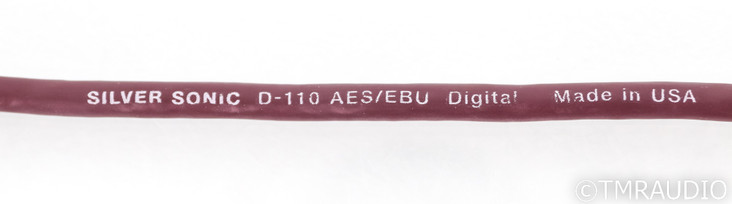 SILVER SONIC D-110 AES/EBU Digital Made in USA
©TMRAUDIO